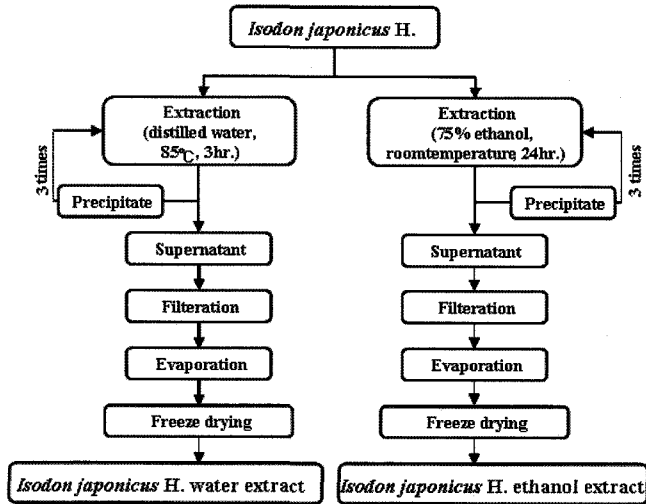 Isodon japonicus H.
Extraction
(distilled water,
85℃, 3hr.)
3 times
Precipitate
Supernatant
Filteration
Evaporation
Freeze drying
Isodon japonicus H. water extract
Extraction
(75% ethanol,
roomtemperature, 24hr.)
3 times
Precipitate
Supernatant
Filteration
Evaporation
Freeze drying
Isodon japonicus H. ethanol extract